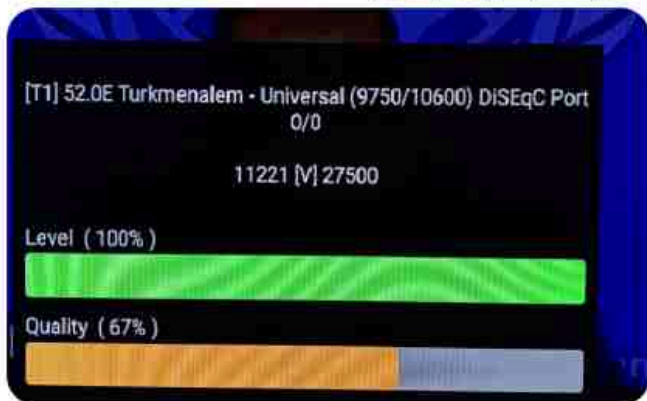 [T1] 52.0E Turkmenalem - Universal (9750/10600) DiSEqC Port
0/0
11221 [V] 27500
Level ( 100% )
Quality ( 67% )